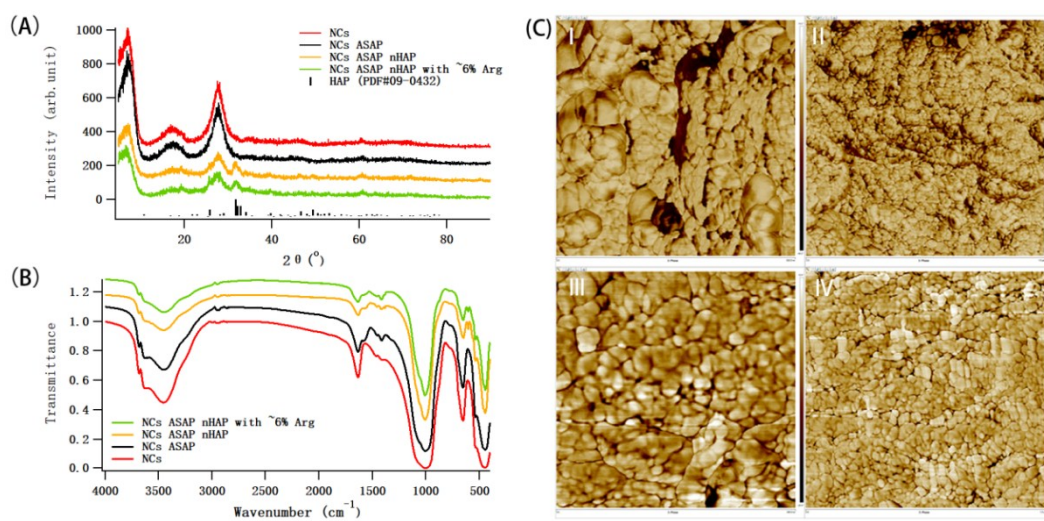 (A)
Intensity (arb. unit)
1000
800
600
400
200
0
NCs
NCs ASAP
NCs ASAP nHAP
NCs ASAP nHAP with ~6% Arg
HAP (PDF#09-0432)
20
40
60
80
2θ(°)
(B)
Transmittance
1.2
1.0
0.8
0.6
0.4
0.2
0.0
NCs ASAP nHAP with ~6% Arg
NCs ASAP nHAP
NCs ASAP
NCs
4000
3500
3000
2500
2000
1500
1000
500
Wavenumber (cm⁻¹)
(C)
I
II
III
IV